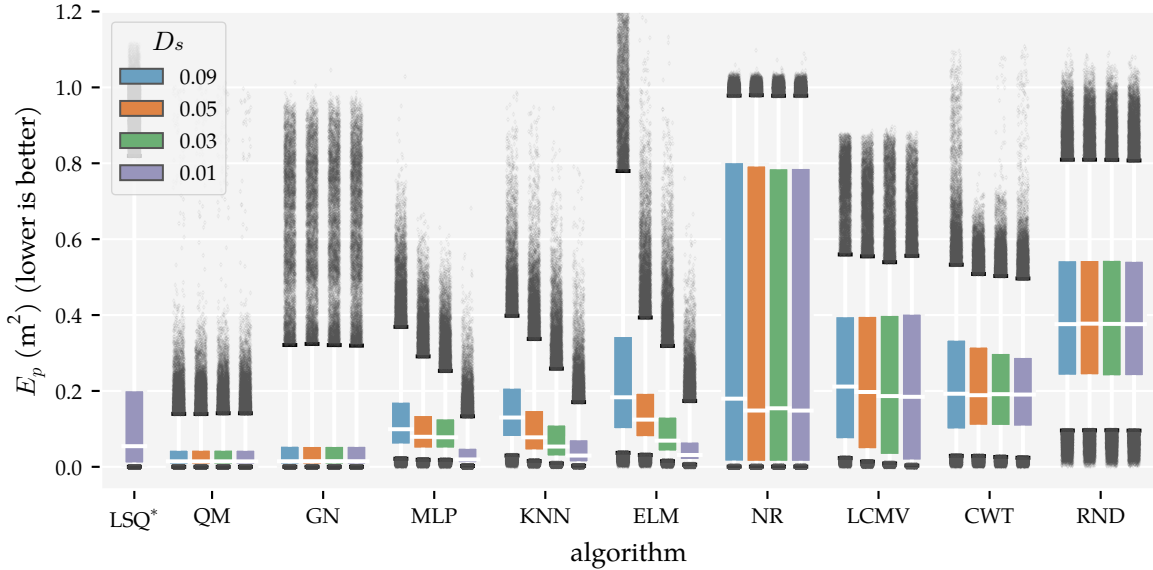 E_p (m²) (lower is better)
1.2
1.0
0.8
0.6
0.4
0.2
0.0
D_s
0.09
0.05
0.03
0.01
LSQ* QM GN MLP KNN ELM NR LCMV CWT RND
algorithm